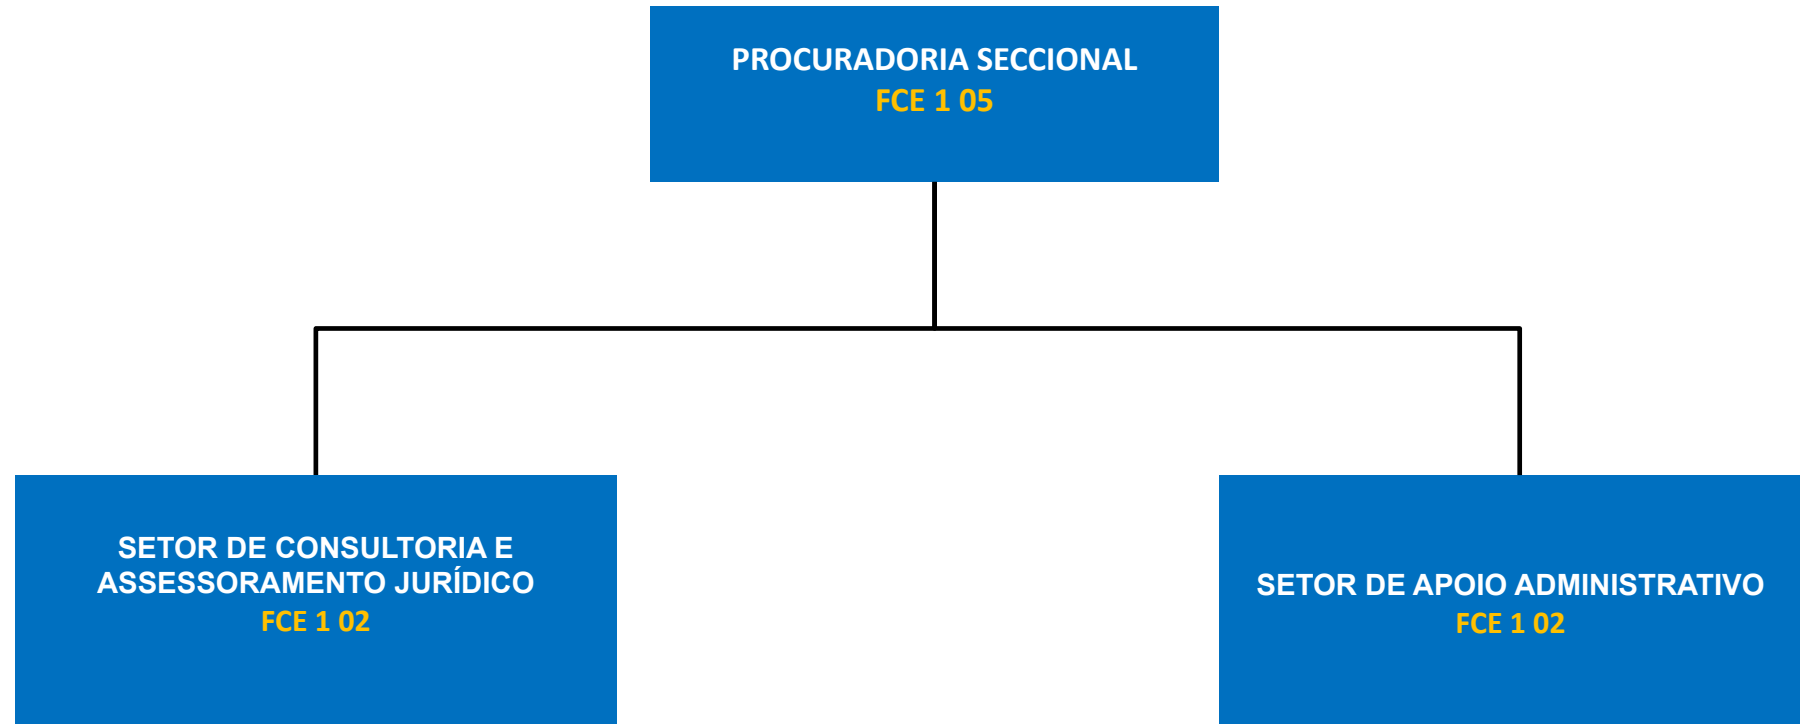 PROCURADORIA SECCIONAL
FCE 1 05
SETOR DE CONSULTORIA E
ASSESSORAMENTO JURÍDICO
FCE 1 02
SETOR DE APOIO ADMINISTRATIVO
FCE 1 02